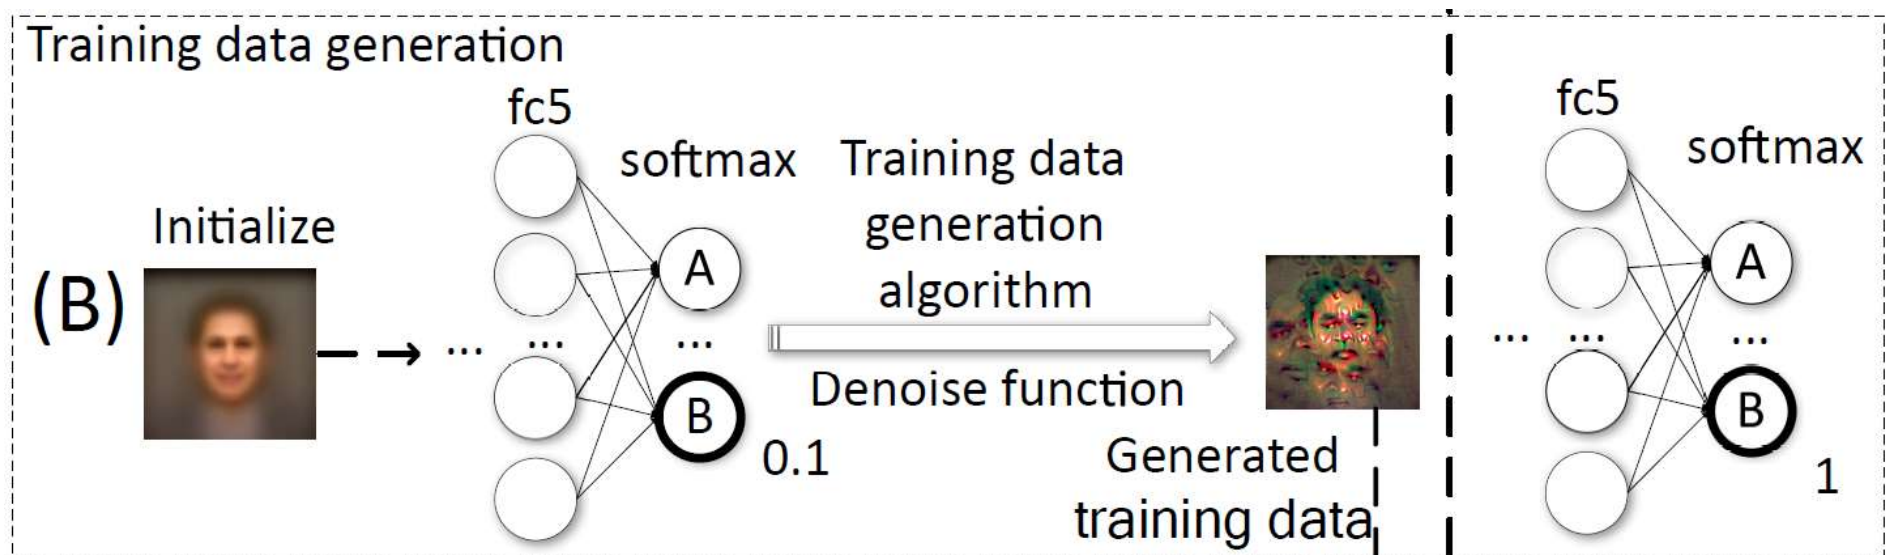 Training data generation
fc5
softmax
Initialize
(B)
...
...
A
...
B
0.1
Training data
generation
algorithm
Denoise function
Generated
training data
fc5
softmax
...
...
A
...
B
1